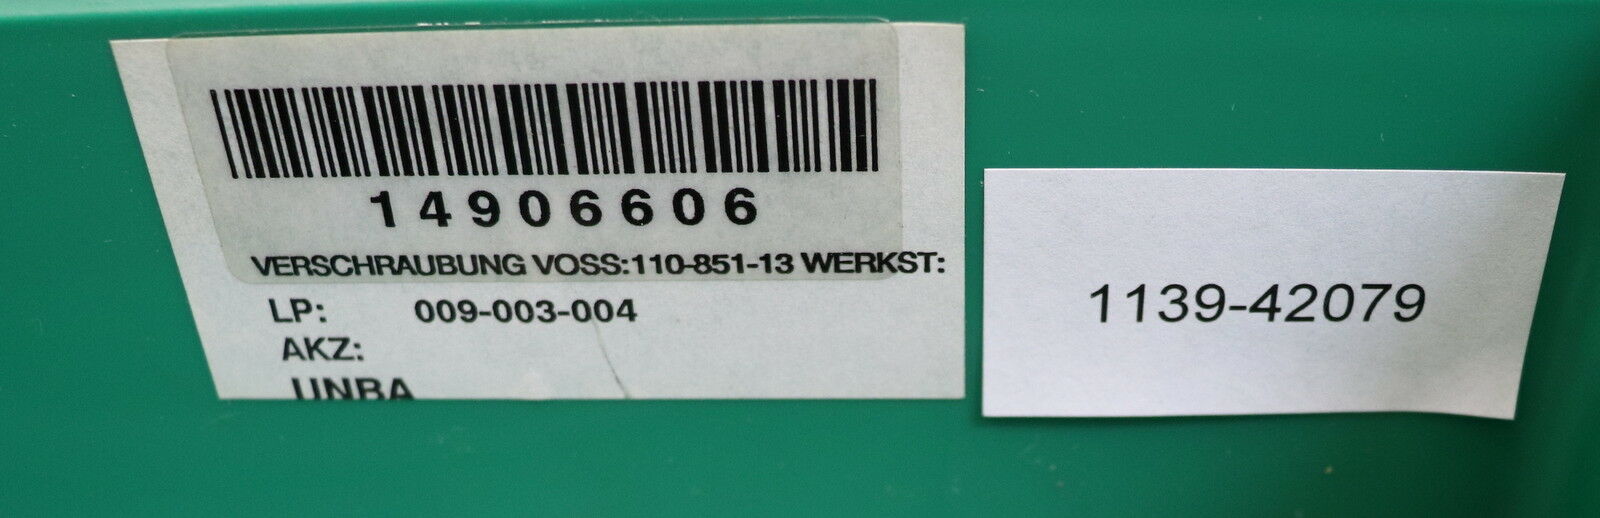 14906606
VERSCHRAUBUNG VOSS:110-851-13 WERKST:
LP: 009-003-004
AKZ:
UNBA
1139-42079